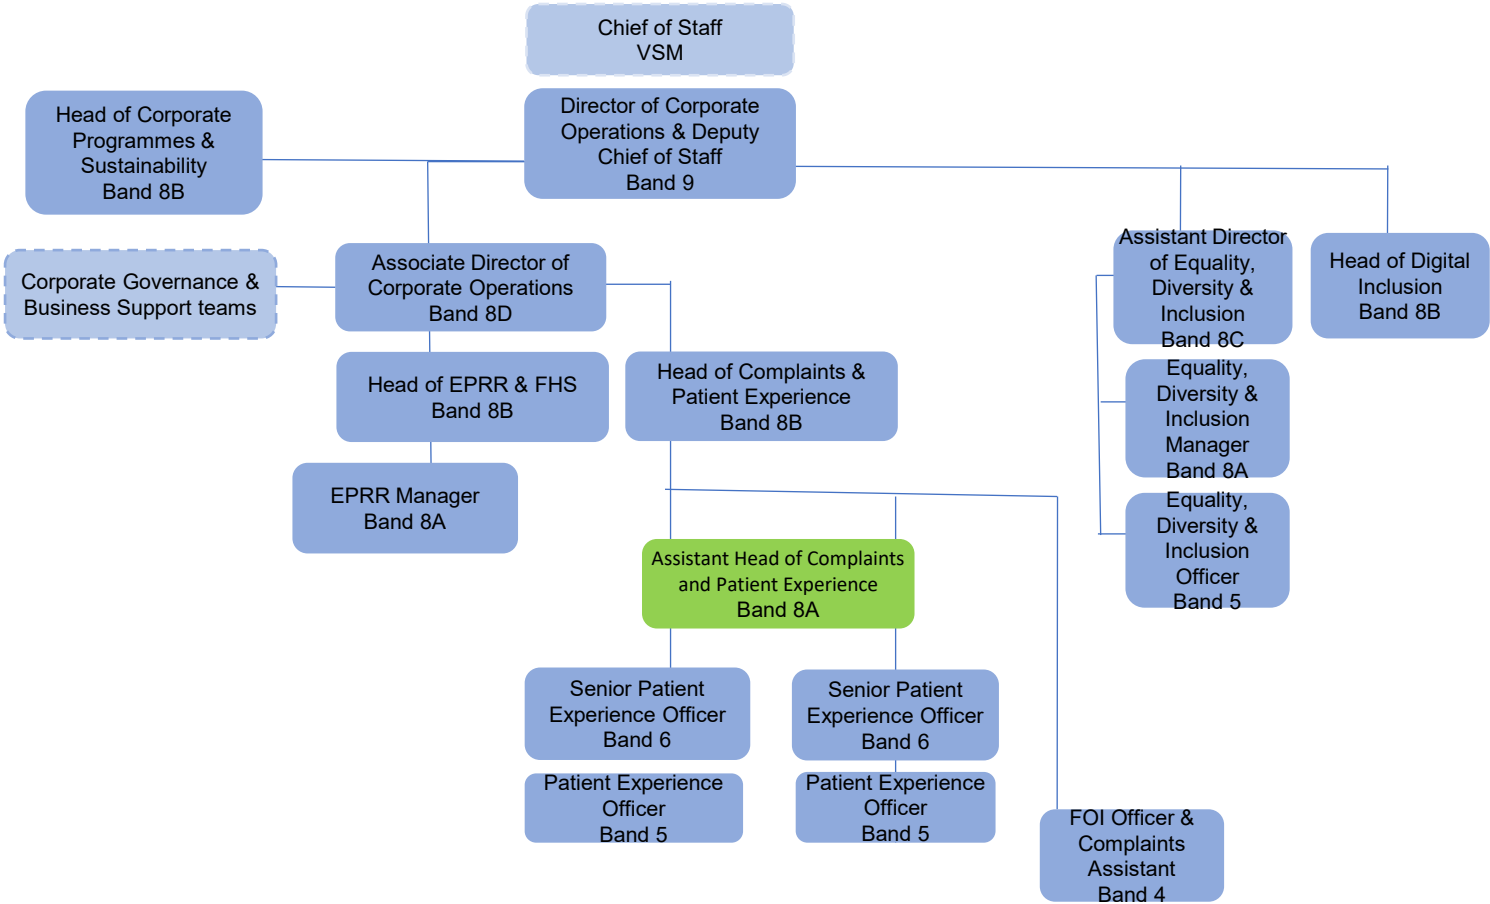 Chief of Staff
VSM
Head of Corporate
Programmes &
Sustainability
Band 8B
Director of Corporate
Operations & Deputy
Chief of Staff
Band 9
Corporate Governance &
Business Support teams
Associate Director of
Corporate Operations
Band 8D
Assistant Director
of Equality,
Diversity &
Inclusion
Band 8C
Head of Digital
Inclusion
Band 8B
Head of EPRR & FHS
Band 8B
Head of Complaints &
Patient Experience
Band 8B
Equality,
Diversity &
Inclusion
Manager
Band 8A
EPRR Manager
Band 8A
Equality,
Diversity &
Inclusion
Officer
Band 5
Assistant Head of Complaints
and Patient Experience
Band 8A
Senior Patient
Experience Officer
Band 6
Senior Patient
Experience Officer
Band 6
Patient Experience
Officer
Band 5
Patient Experience
Officer
Band 5
FOI Officer &
Complaints
Assistant
Band 4